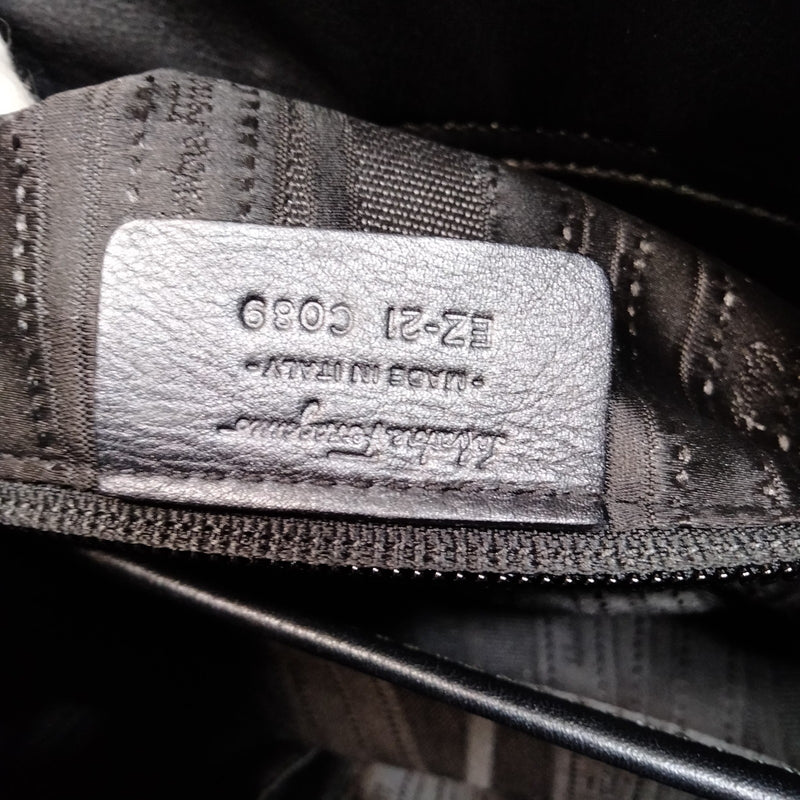 Salvatore Ferragamo
• MADE IN ITALY •
EZ-21 C089